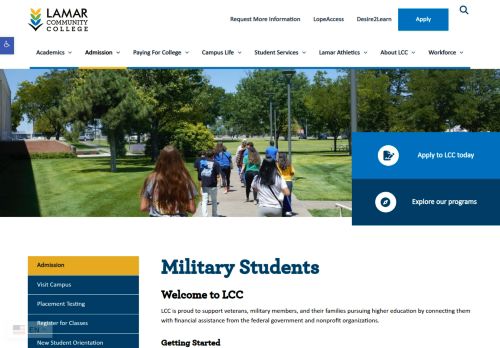 LAMAR
COMMUNITY
COLLEGE
Request More Information LopeAccess Desire2Learn Apply
Academics Admission Paying For College Campus Life Student Services Lamar Athletics About LCC Workforce
Apply to LCC today
Explore our programs
Admission
Visit Campus
Placement Testing
Register for Classes
New Student Orientation
EN
Military Students
Welcome to LCC
LCC is proud to support veterans, military members, and their families pursuing higher education by connecting them
with financial assistance from the federal government and nonprofit organizations.
Getting Started